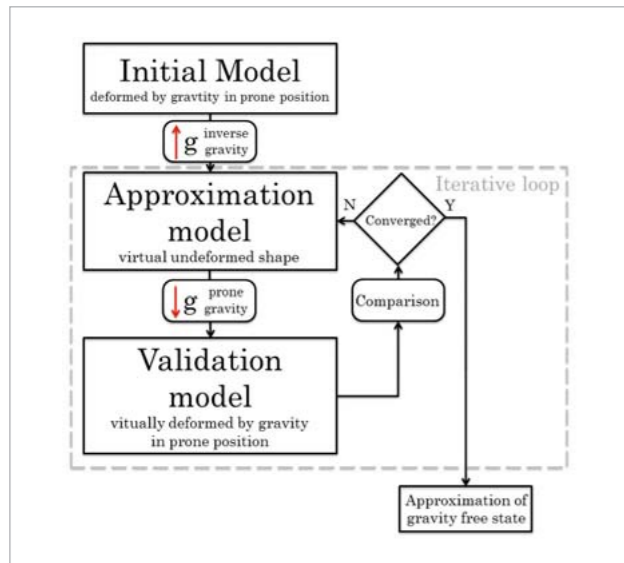 Initial Model
deformed by gravtity in prone position
g inverse
gravity
Iterative loop
Approximation
model
virtual undeformed shape
N
Converged?
Y
g prone
gravity
Comparison
Validation
model
vitually deformed by gravity
in prone position
Approximation of
gravity free state